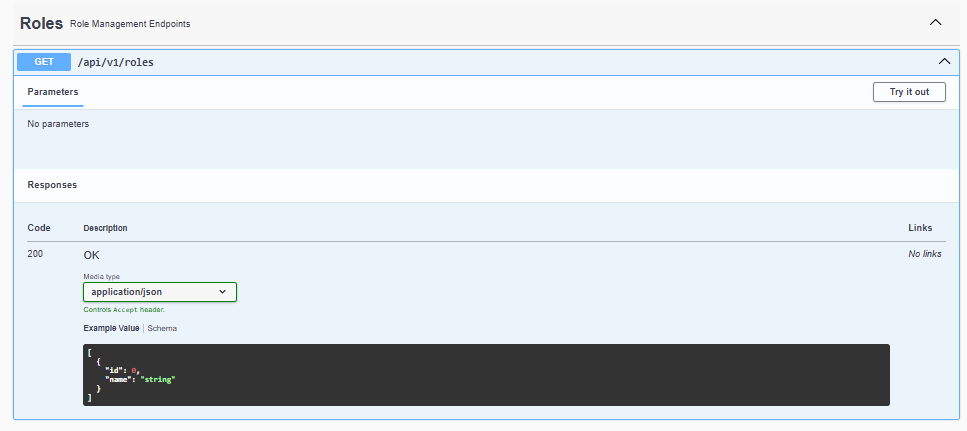 Roles Role Management Endpoints
GET /api/v1/roles
Parameters Try it out
No parameters
Responses
Code Description Links
200 OK No links
Media type
application/json
Controls Accept header.
Example Value | Schema
[
  {
    "id": 0,
    "name": "string"
  }
]